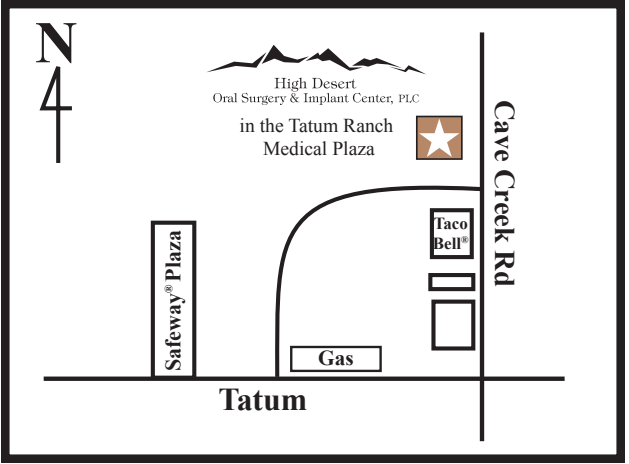 N
High Desert
Oral Surgery & Implant Center, PLC
in the Tatum Ranch
Medical Plaza
Cave Creek Rd
Taco
Bell®
Safeway® Plaza
Gas
Tatum